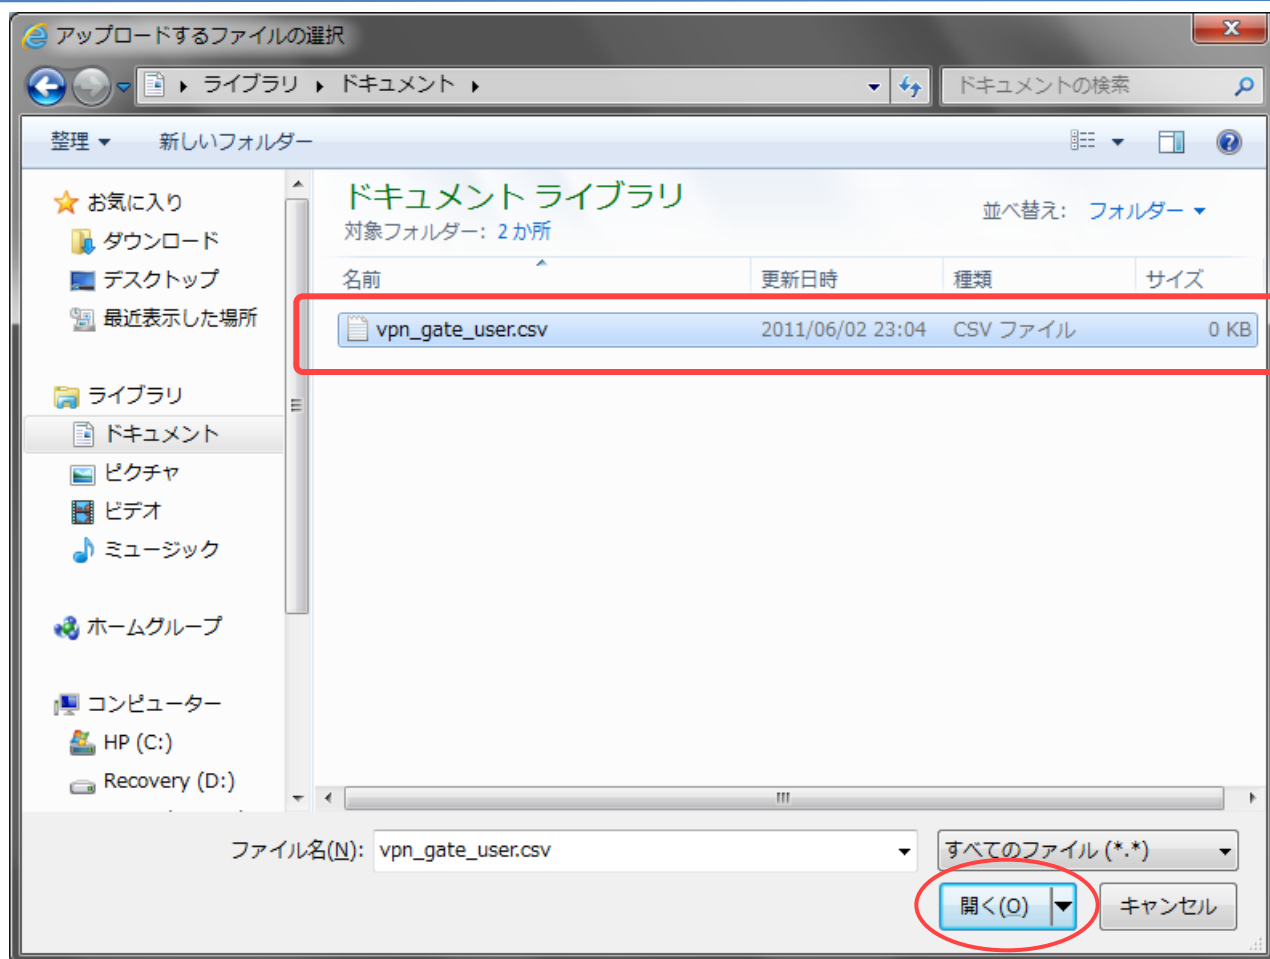 アップロードするファイルの選択
ライブラリ ドキュメント
ドキュメントの検索
整理 新しいフォルダー
お気に入り
ダウンロード
デスクトップ
最近表示した場所
ライブラリ
ドキュメント
ピクチャ
ビデオ
ミュージック
ホームグループ
コンピューター
HP (C:)
Recovery (D:)
ドキュメント ライブラリ
対象フォルダー: 2 か所
並べ替え: フォルダー
名前 更新日時 種類 サイズ
vpn_gate_user.csv 2011/06/02 23:04 CSV ファイル 0 KB
ファイル名(N): vpn_gate_user.csv
すべてのファイル (*.*)
開く(O) キャンセル